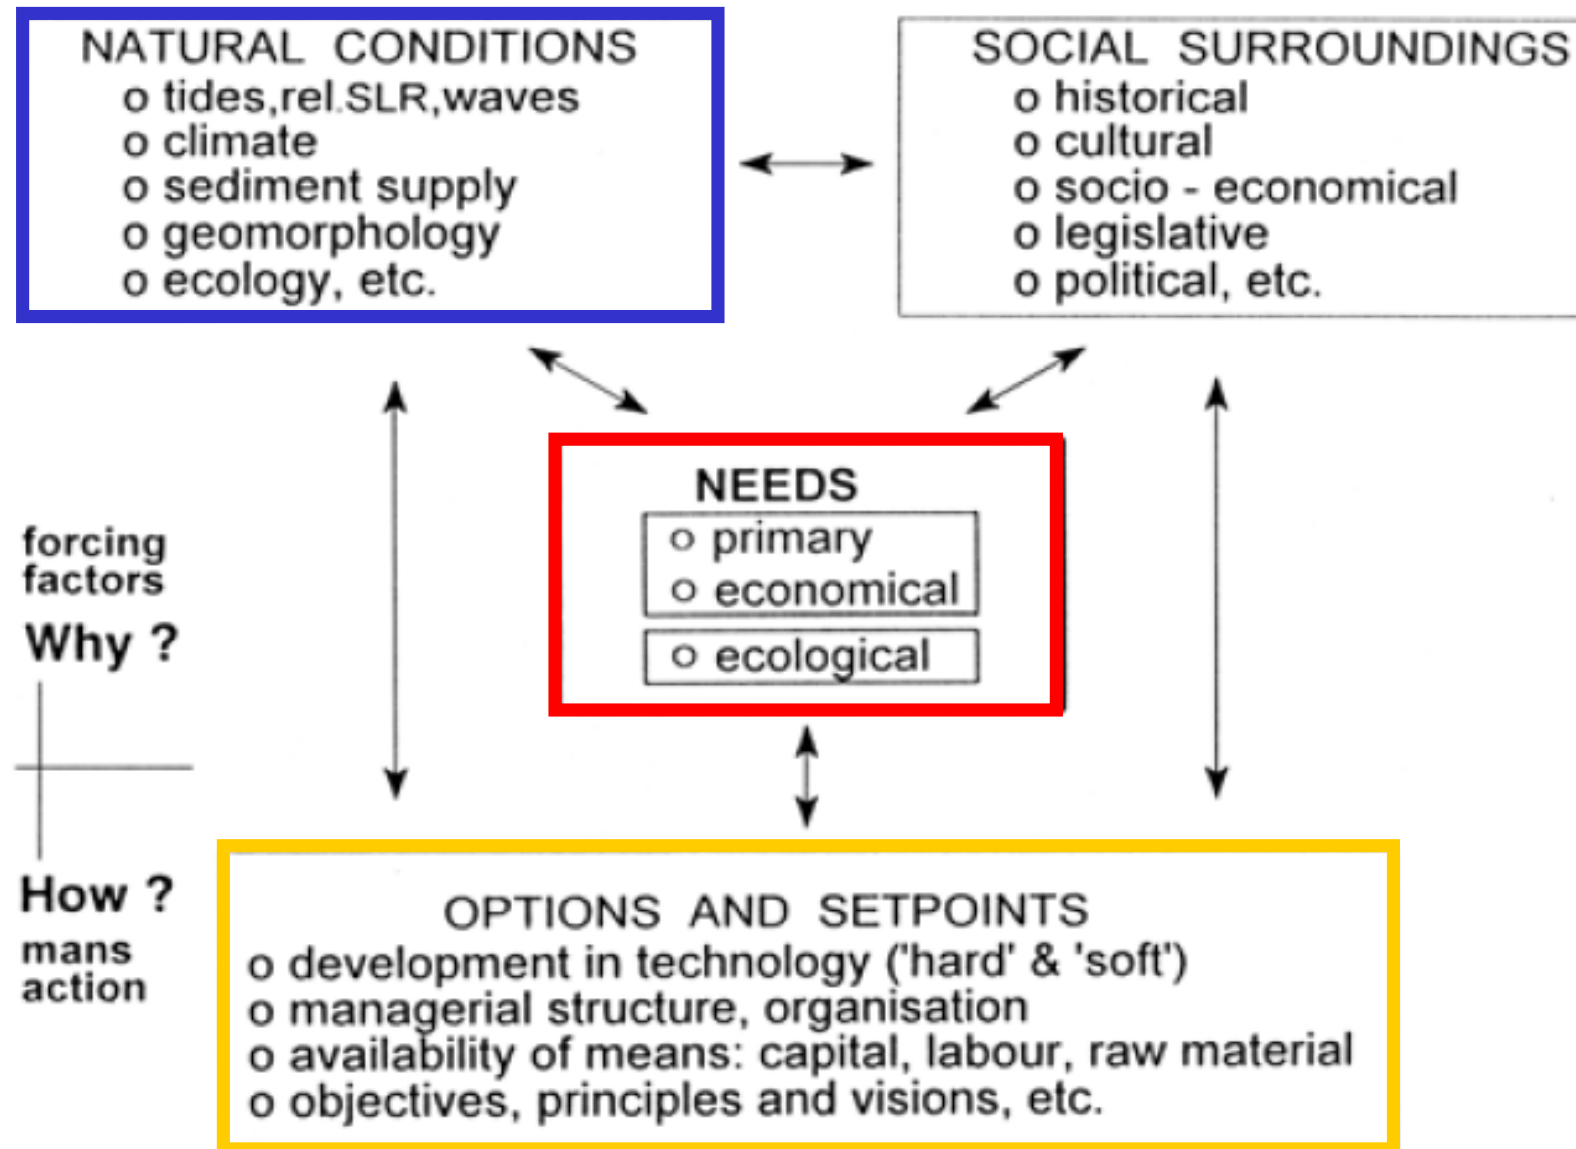 NATURAL CONDITIONS
o tides,rel.SLR,waves
o climate
o sediment supply
o geomorphology
o ecology, etc.
SOCIAL SURROUNDINGS
o historical
o cultural
o socio - economical
o legislative
o political, etc.
NEEDS
o primary
o economical
o ecological
forcing
factors
Why ?
How ?
mans
action
OPTIONS AND SETPOINTS
o development in technology ('hard' & 'soft')
o managerial structure, organisation
o availability of means: capital, labour, raw material
o objectives, principles and visions, etc.